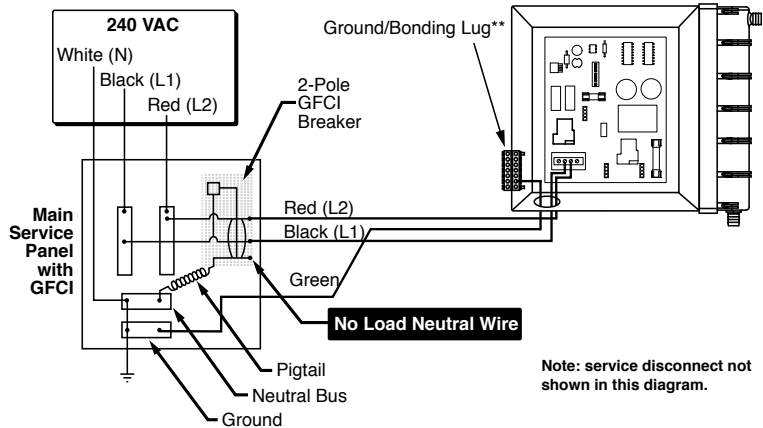 240 VAC
White (N)
Black (L1)
Red (L2)
2-Pole
GFCI
Breaker
Ground/Bonding Lug**
Main
Service
Panel
with
GFCI
Red (L2)
Black (L1)
Green
No Load Neutral Wire
Pigtail
Neutral Bus
Ground
Note: service disconnect not
shown in this diagram.